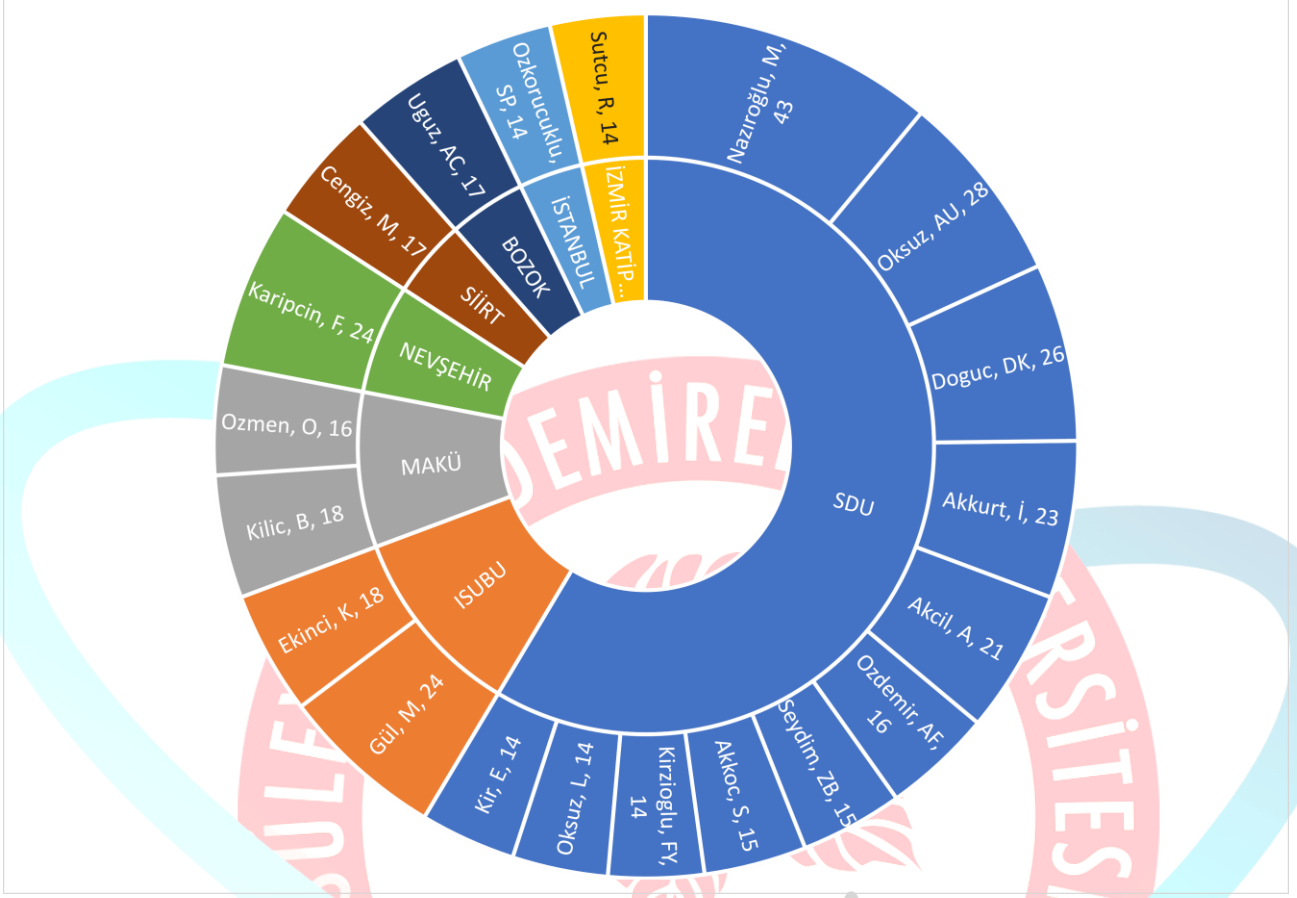 Nazıroğlu, M,
43
Oksuz, AU, 28
Doguc, DK, 26
Akkurt, İ, 23
Akcil, A, 21
Ozdemir, AF,
16
Seydim, ZB, 15
Akkoc, S, 15
Kirzioglu, FY,
14
Oksuz, L, 14
Kir, E, 14
Gül, M, 24
Ekinci, K, 18
Kilic, B, 18
Ozmen, O, 16
Karipcin, F, 24
Cengiz, M, 17
Uguz, AC, 17
Ozkorucuklu,
SP, 14
Sutcu, R, 14
SDU
ISUBU
MAKÜ
NEVŞEHİR
SİİRT
BOZOK
İSTANBUL
İZMİR KATİP...
DEMİREL